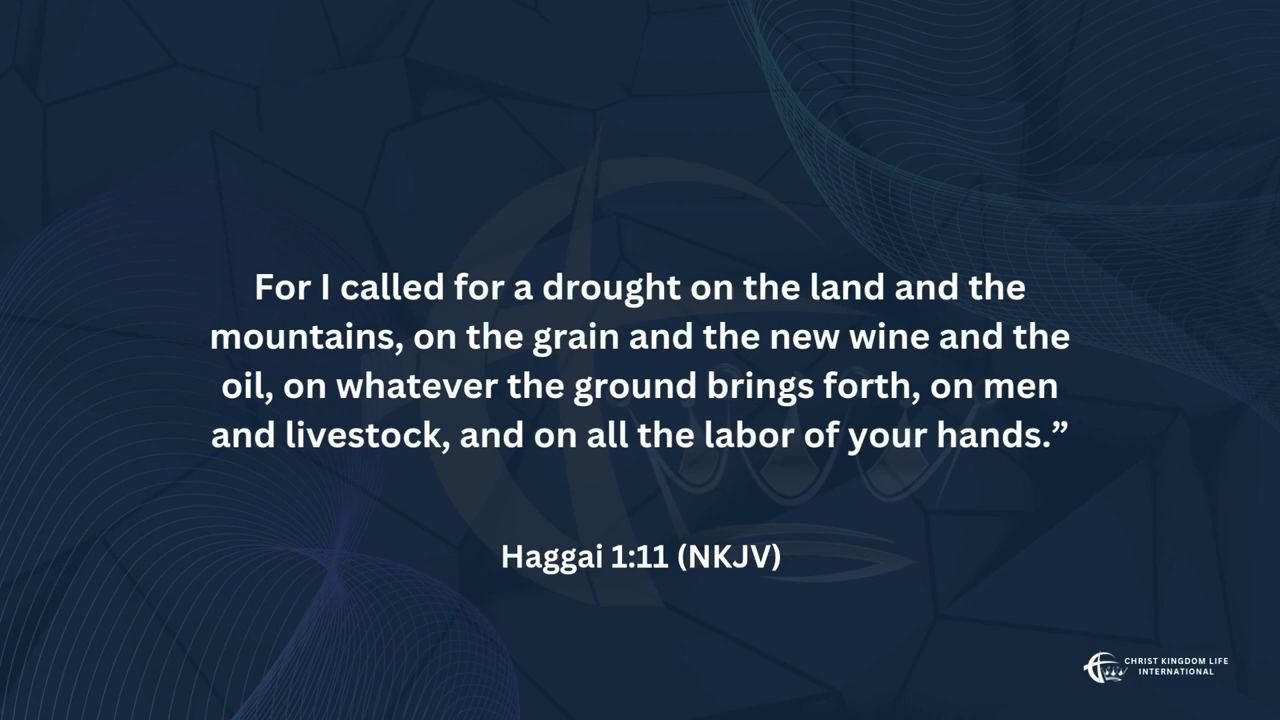 For I called for a drought on the land and the
mountains, on the grain and the new wine and the
oil, on whatever the ground brings forth, on men
and livestock, and on all the labor of your hands.”
Haggai 1:11 (NKJV)
CHRIST KINGDOM LIFE
INTERNATIONAL